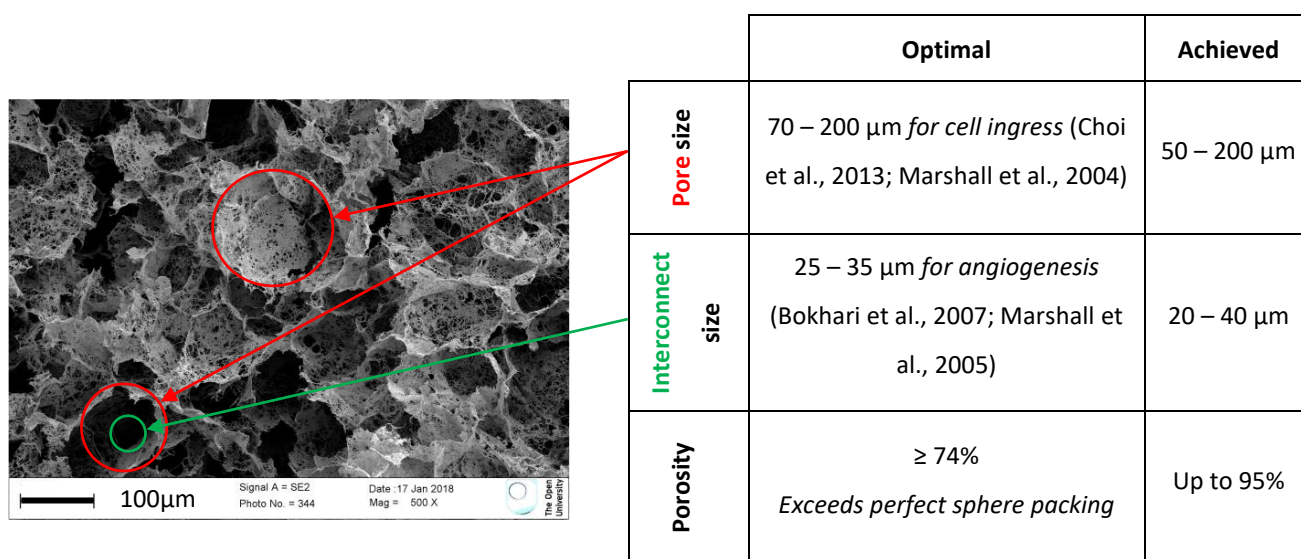 Optimal
Achieved
Pore size
70 – 200 µm for cell ingress (Choi
et al., 2013; Marshall et al., 2004)
50 – 200 µm
Interconnect
size
25 – 35 µm for angiogenesis
(Bokhari et al., 2007; Marshall et
al., 2005)
20 – 40 µm
Porosity
≥ 74%
Exceeds perfect sphere packing
Up to 95%
100µm
Signal A = SE2
Photo No. = 344
Date :17 Jan 2018
Mag = 500 X
The Open
University